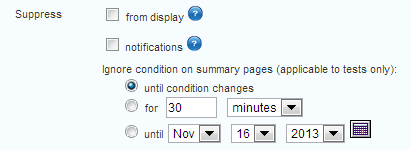 Suppress from display ?
notifications ?
Ignore condition on summary pages (applicable to tests only):
until condition changes
for 30 minutes
until Nov 16 2013